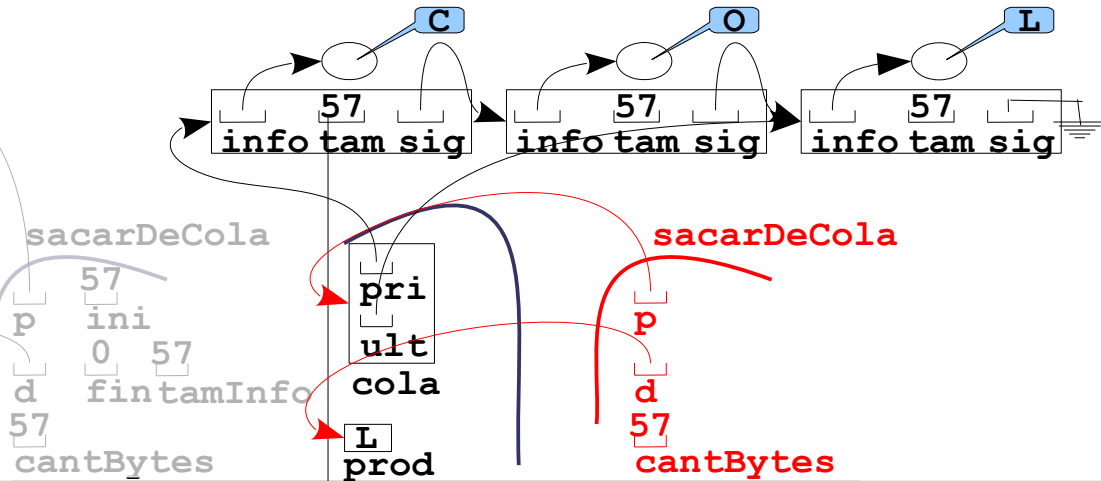 C O L
57 57 57
info tam sig info tam sig info tam sig
sacarDeCola sacarDeCola
57
pri
p ini p
ult
0 57
cola
d fin tamInfo d
57 L 57
cantBytes prod cantBytes